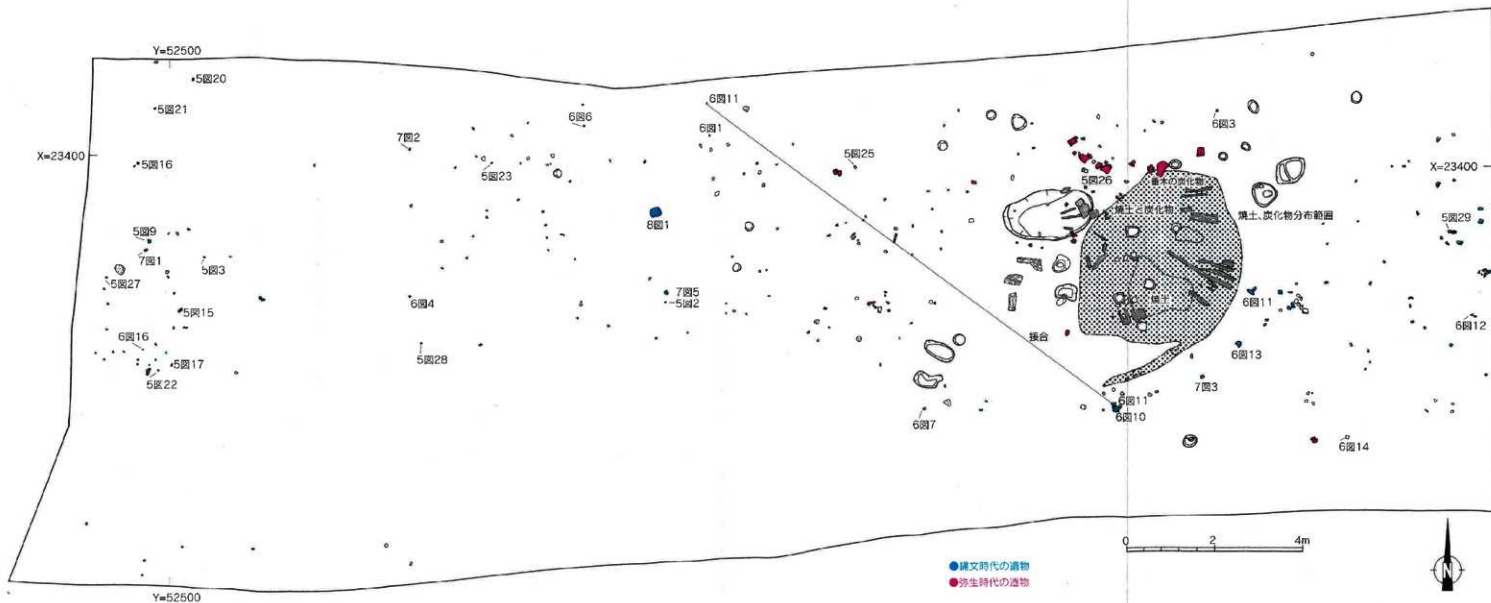 Y=52500
5図20
5図21
X=23400
5図16
5図9
7図1
5図3
5図27
5図15
6図16
5図17
5図22
7図2
5図23
6図6
6図11
6図1
5図25
8図1
6図4
7図5
5図2
5図28
6図3
X=23400
5図26
垂木の炭化物
焼土と炭化物
焼土、炭化物分布範囲
5図29
焼土
6図11
6図12
接合
6図13
7図3
6図11
6図10
6図7
6図14
0 2 4m
●縄文時代の遺物
●弥生時代の遺物
N
Y=52500